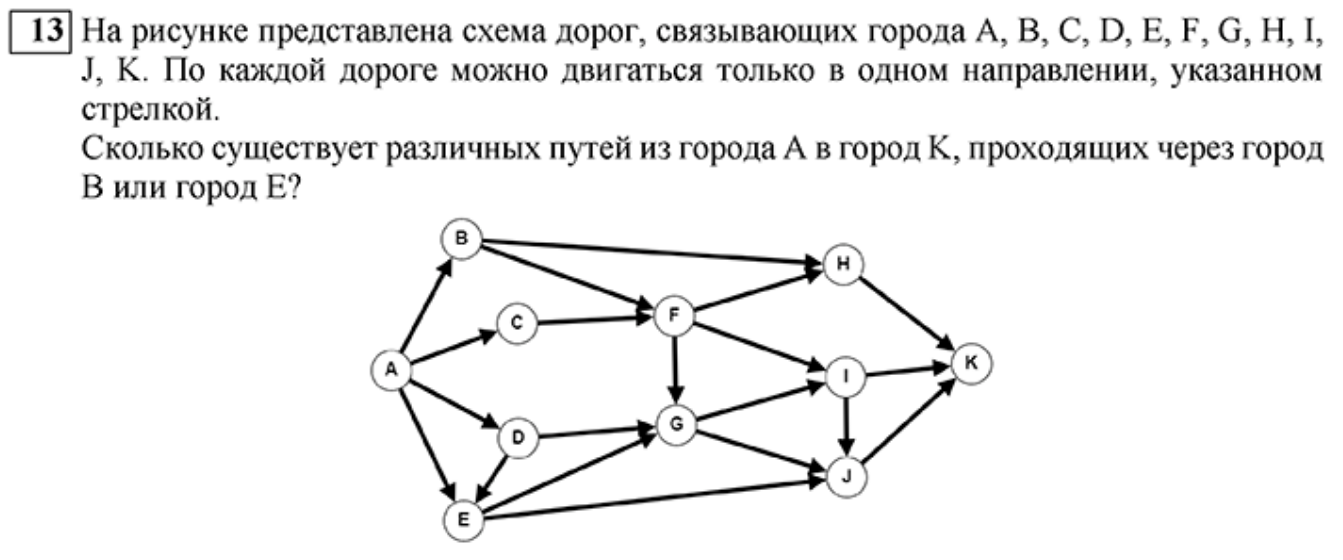 13 На рисунке представлена схема дорог, связывающих города A, B, C, D, E, F, G, H, I,
J, K. По каждой дороге можно двигаться только в одном направлении, указанном
стрелкой.
Сколько существует различных путей из города A в город K, проходящих через город
B или город E?
B
H
C
F
A
I
K
D
G
J
E